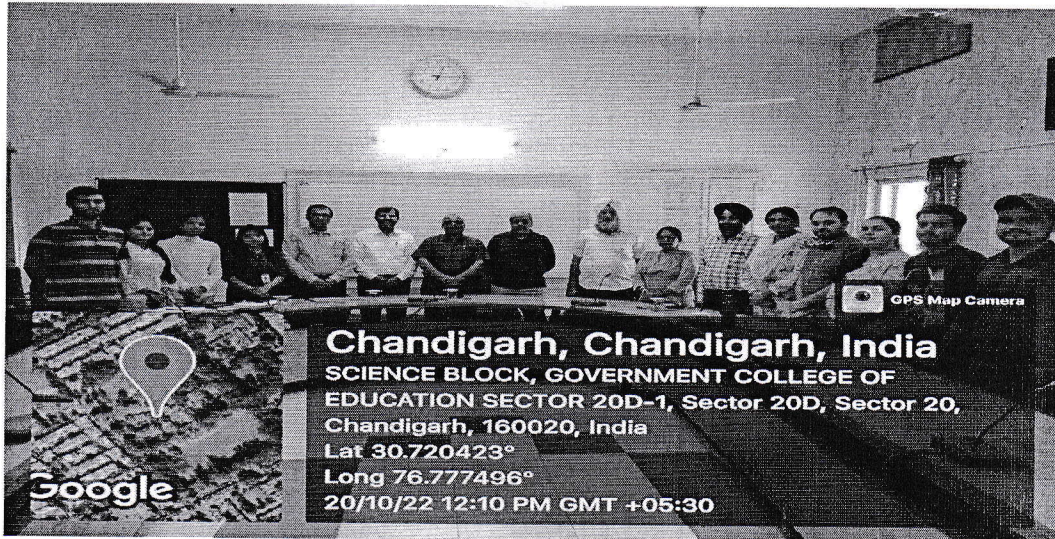 GPS Map Camera
Chandigarh, Chandigarh, India
SCIENCE BLOCK, GOVERNMENT COLLEGE OF
EDUCATION SECTOR 20D-1, Sector 20D, Sector 20,
Chandigarh, 160020, India
Lat 30.720423°
Long 76.777496°
20/10/22 12:10 PM GMT +05:30
Google